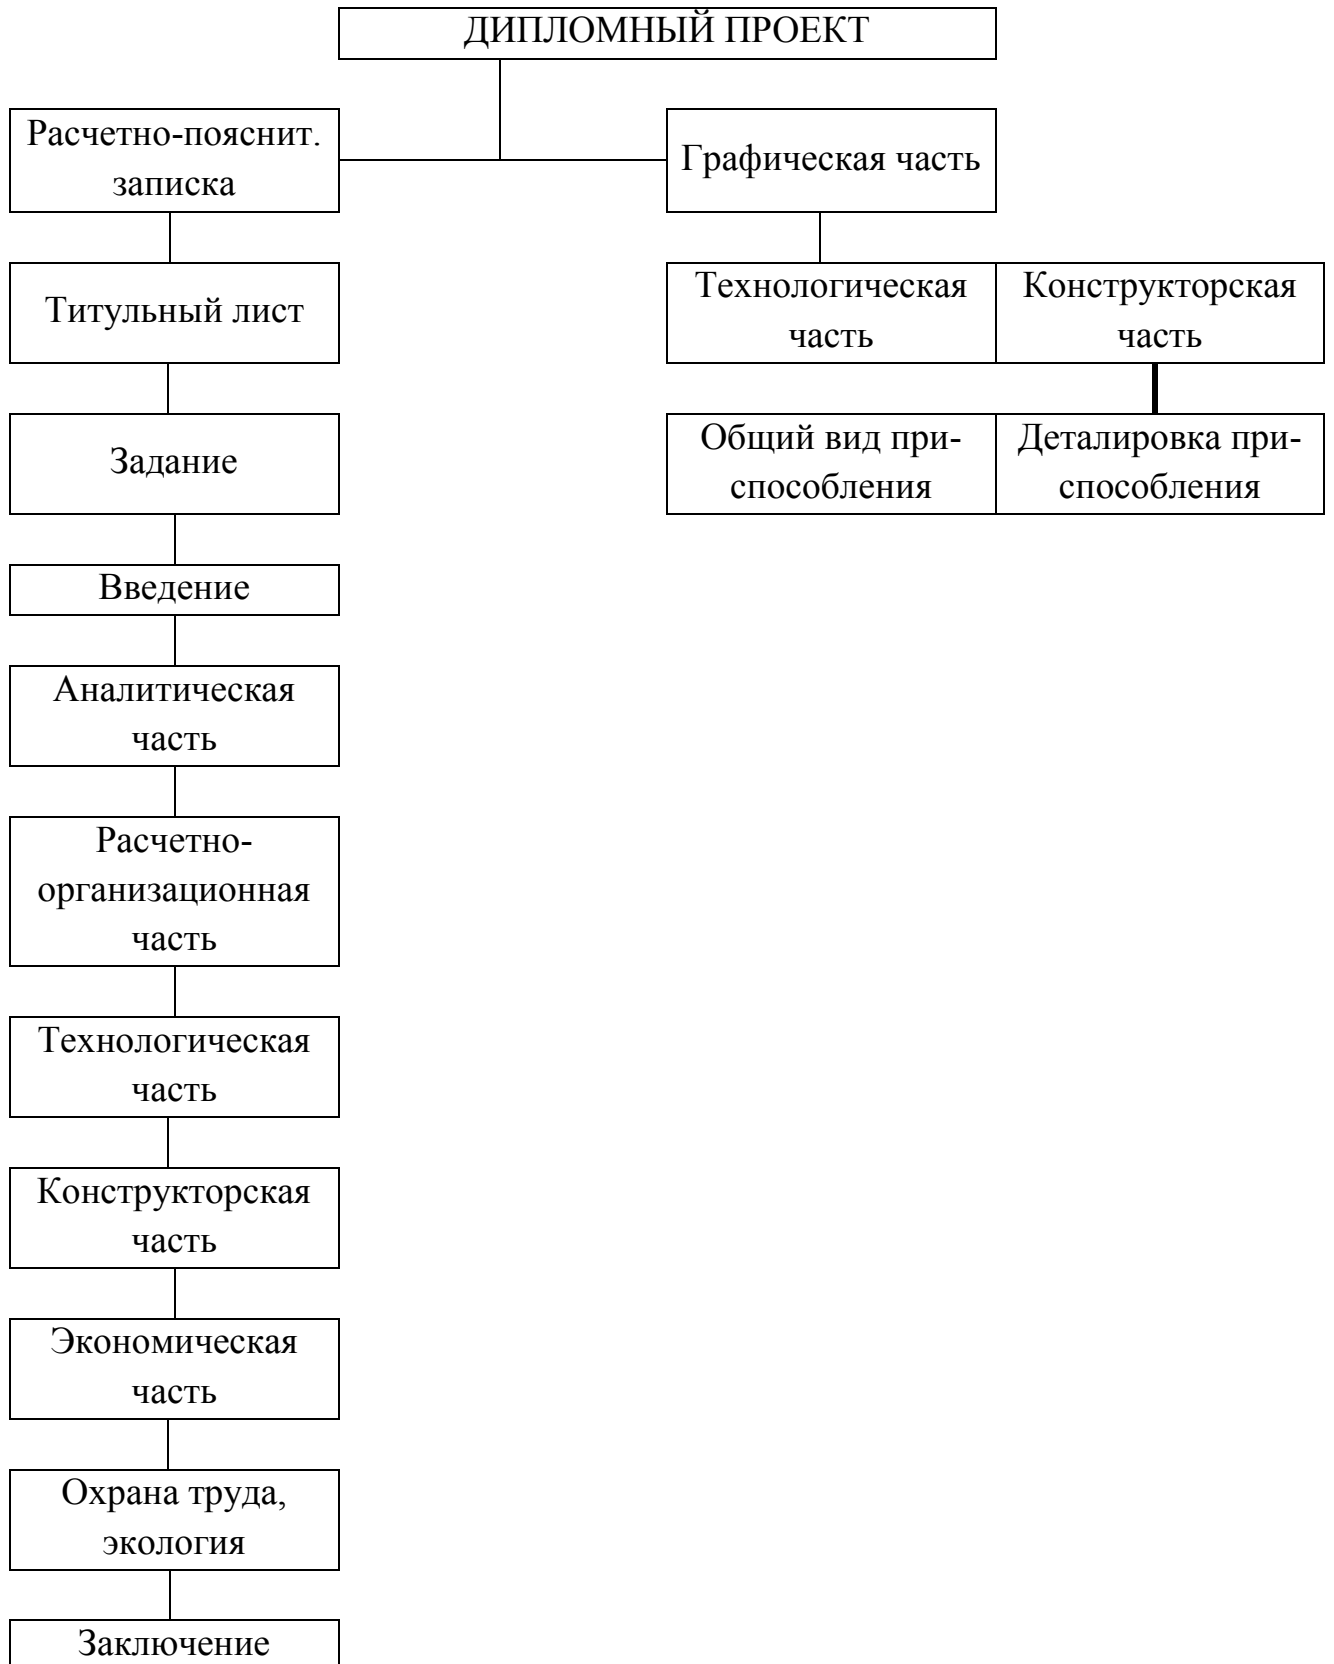 ДИПЛОМНЫЙ ПРОЕКТ
Расчетно-пояснит.
записка
Графическая часть
Титульный лист
Технологическая
часть
Конструкторская
часть
Задание
Общий вид при-
способления
Деталировка при-
способления
Введение
Аналитическая
часть
Расчетно-
организационная
часть
Технологическая
часть
Конструкторская
часть
Экономическая
часть
Охрана труда,
экология
Заключение